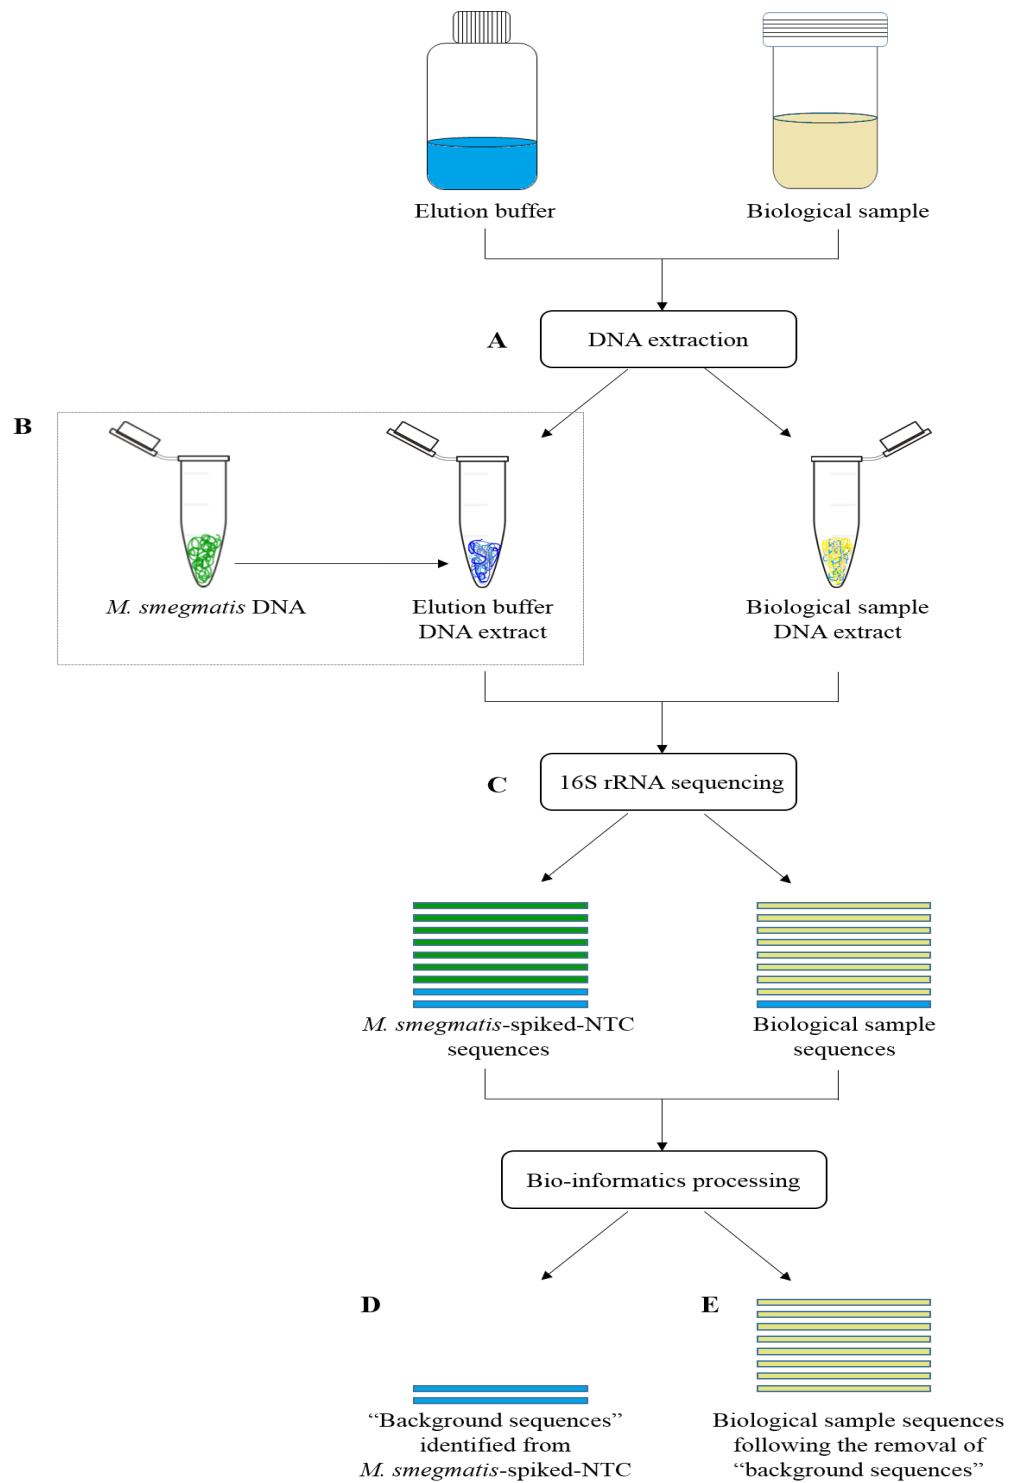 Elution buffer
Biological sample
A
DNA extraction
B
M. smegmatis DNA
Elution buffer
DNA extract
Biological sample
DNA extract
C
16S rRNA sequencing
M. smegmatis-spiked-NTC
sequences
Biological sample
sequences
Bio-informatics processing
D
E
“Background sequences”
identified from
M. smegmatis-spiked-NTC
Biological sample sequences
following the removal of
“background sequences”